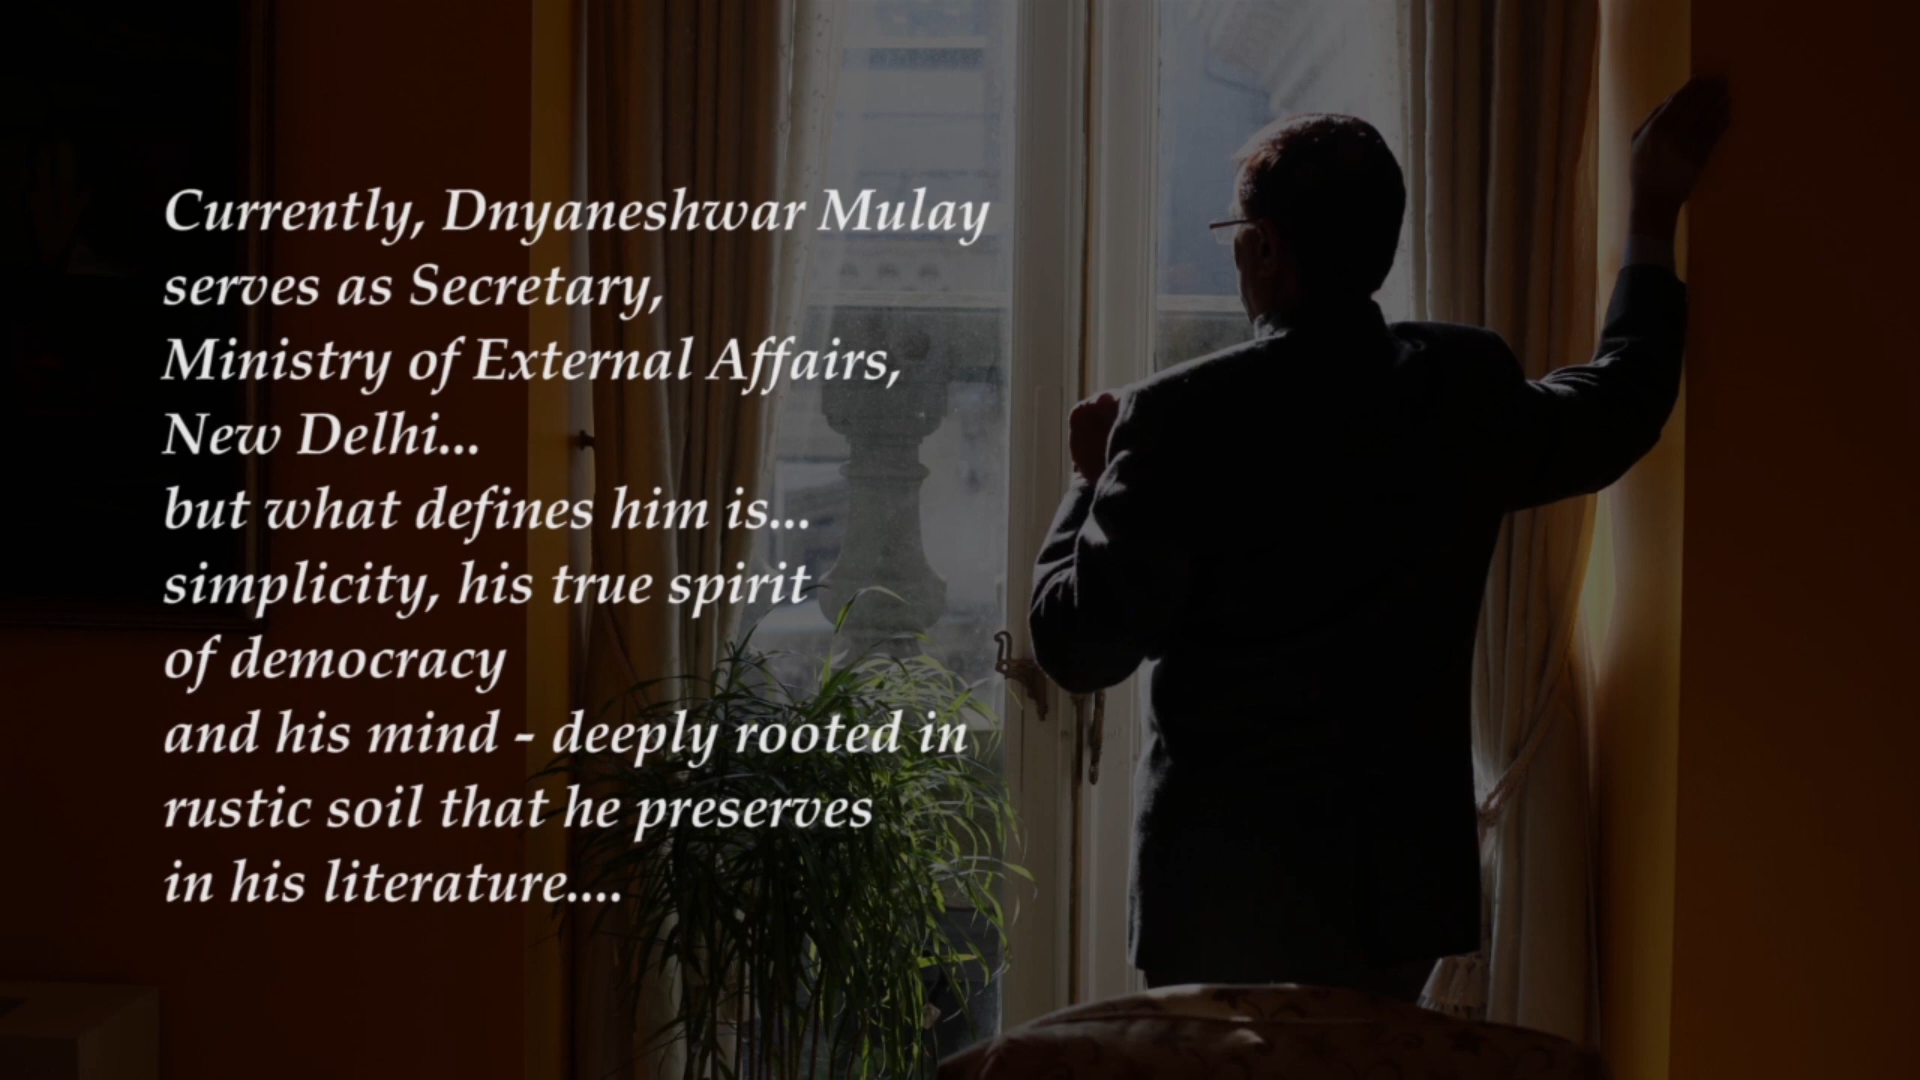 Currently, Dnyaneshwar Mulay
serves as Secretary,
Ministry of External Affairs,
New Delhi...
but what defines him is...
simplicity, his true spirit
of democracy
and his mind - deeply rooted in
rustic soil that he preserves
in his literature....